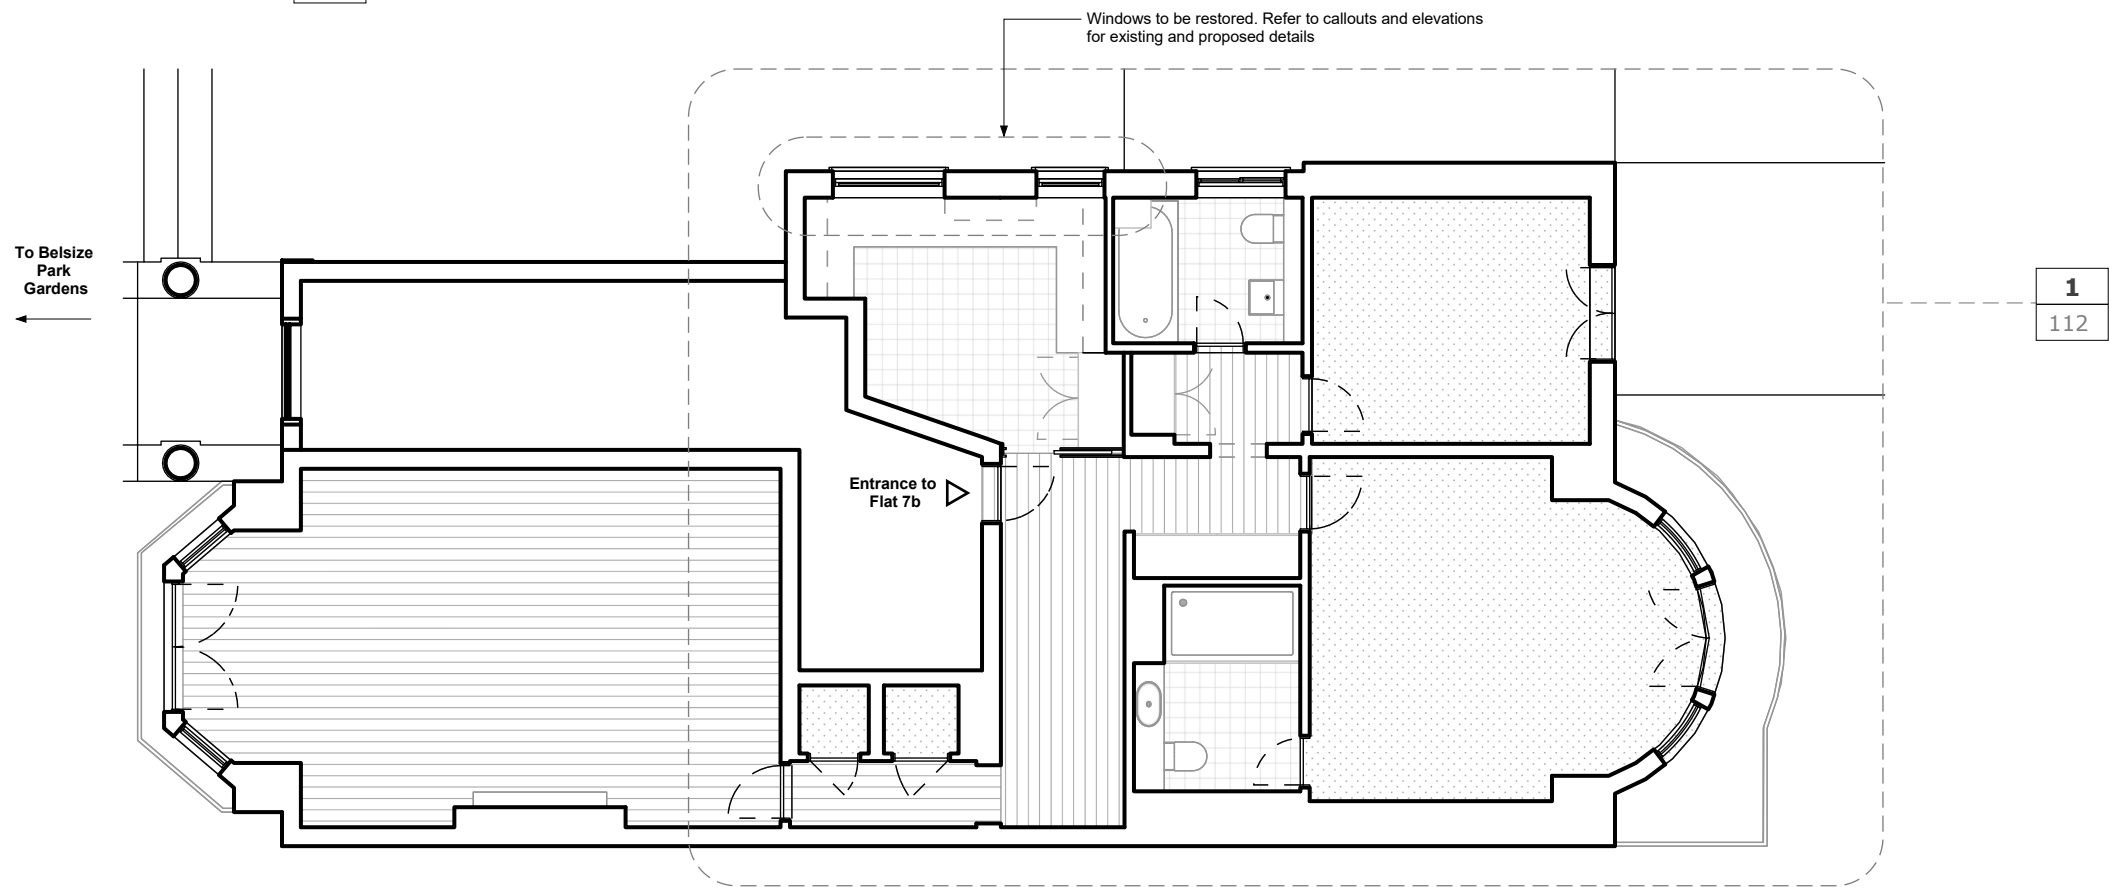 Windows to be restored. Refer to callouts and elevations
for existing and proposed details
To Belsize
Park
Gardens
1
112
Entrance to
Flat 7b